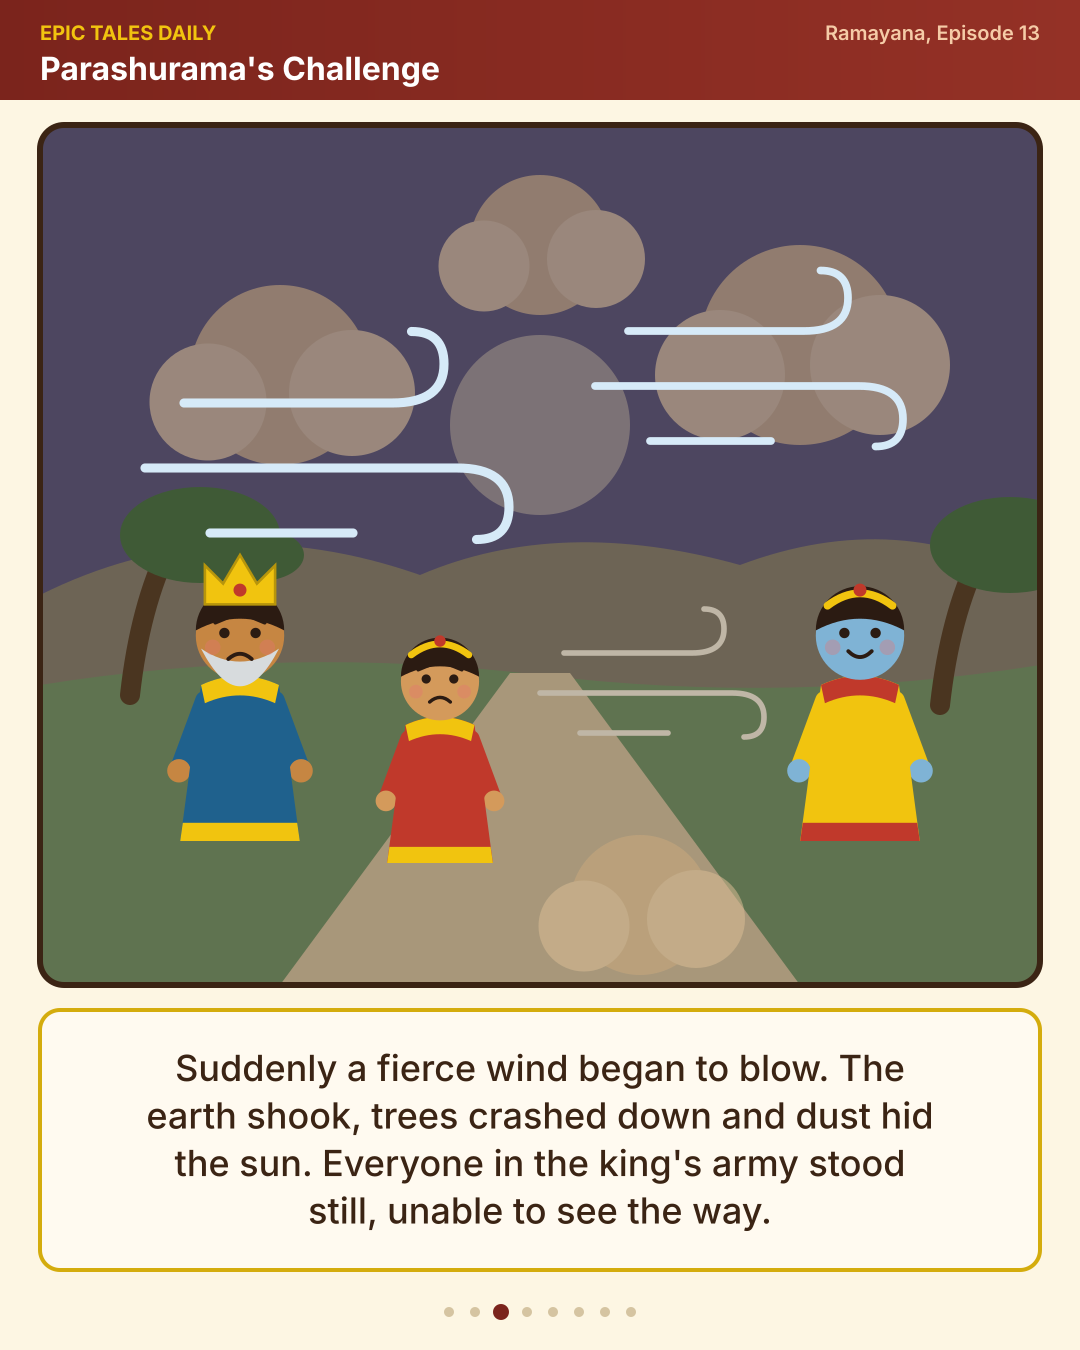 EPIC TALES DAILY
Ramayana, Episode 13
Parashurama's Challenge
Suddenly a fierce wind began to blow. The
earth shook, trees crashed down and dust hid
the sun. Everyone in the king's army stood
still, unable to see the way.